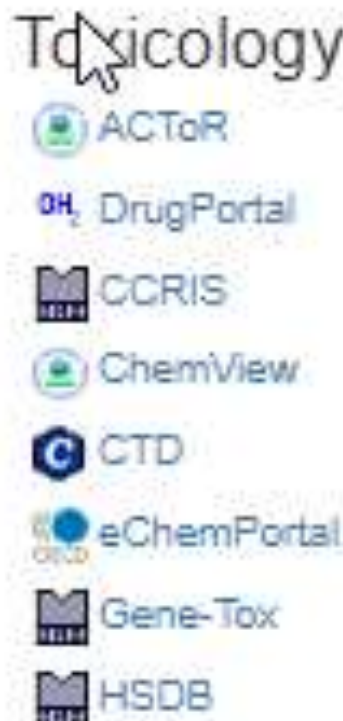 Toxicology
ACToR
DrugPortal
CCRIS
ChemView
CTD
eChemPortal
Gene-Tox
HSDB